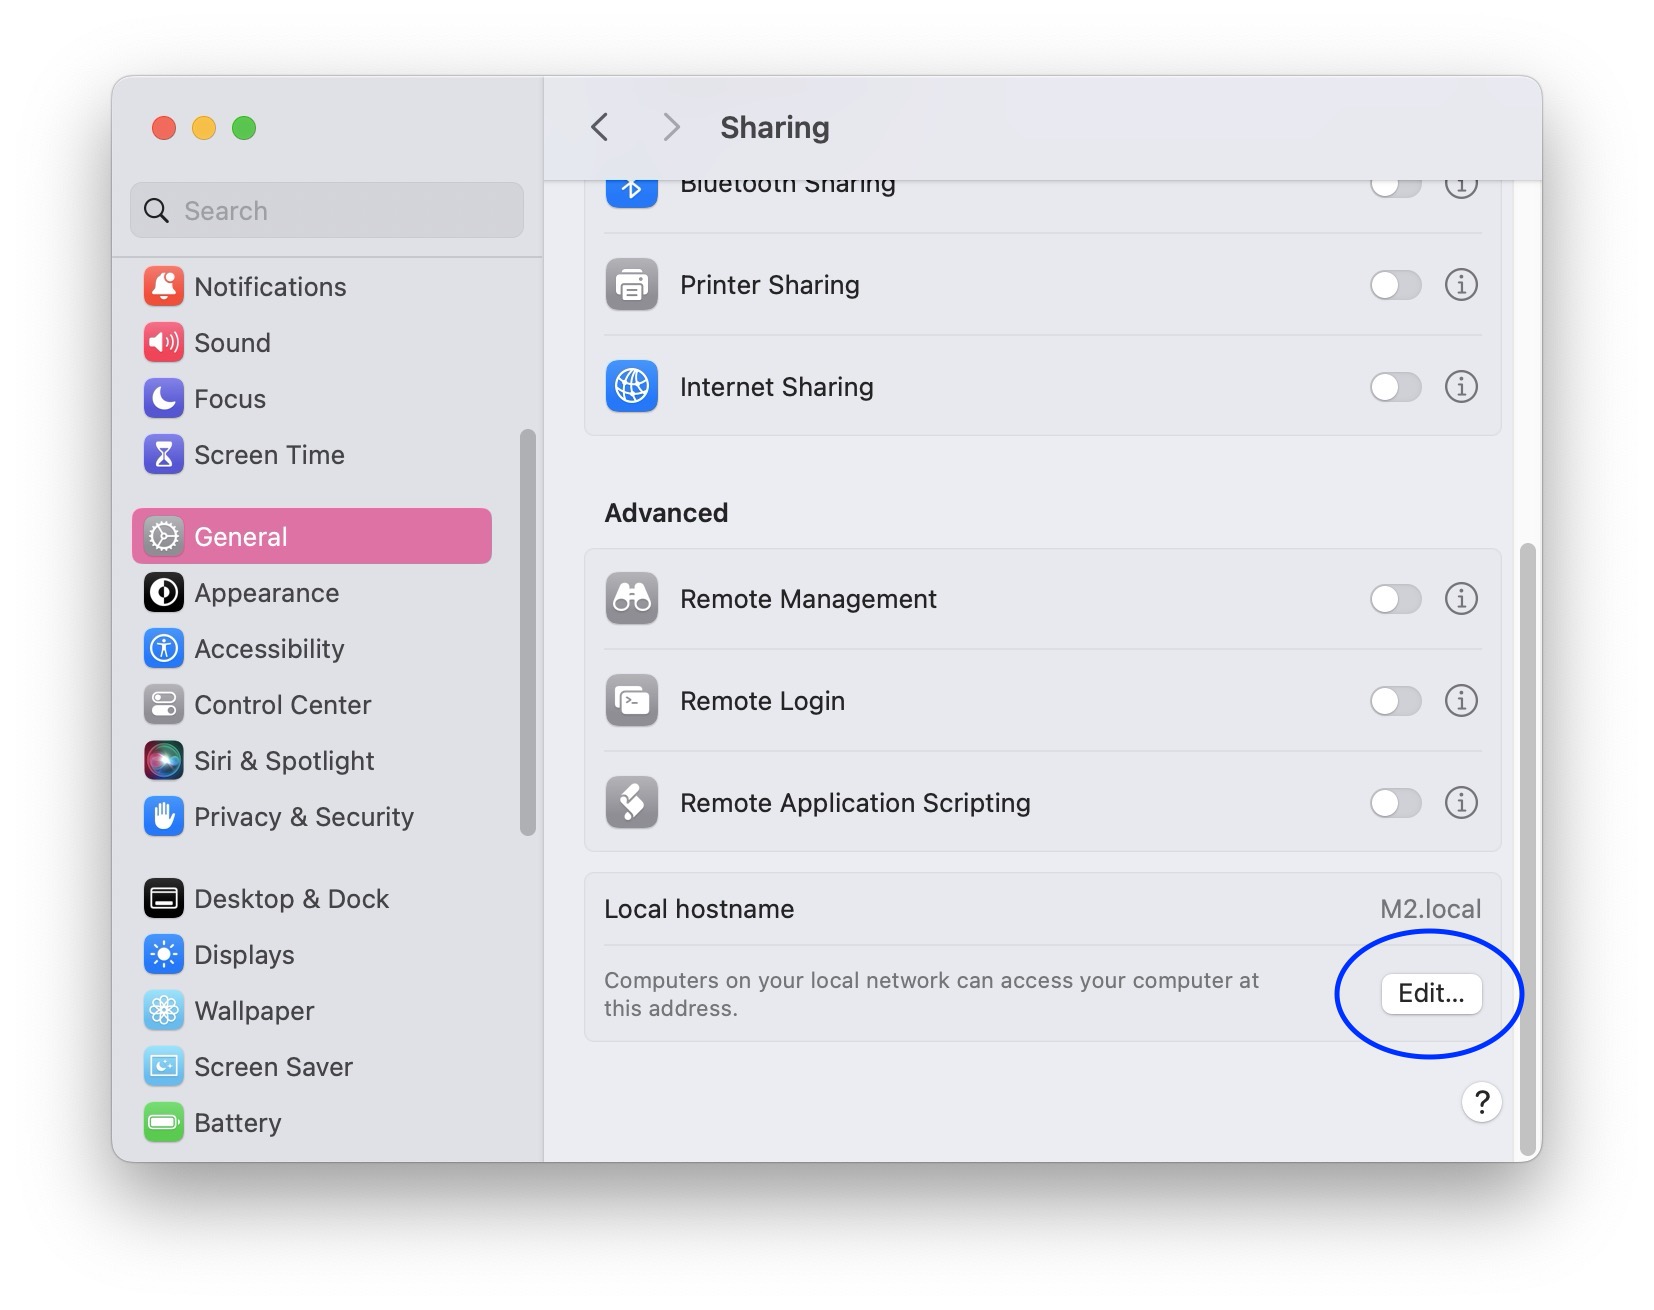 Sharing
Search
Notifications
Sound
Focus
Screen Time
General
Appearance
Accessibility
Control Center
Siri & Spotlight
Privacy & Security
Desktop & Dock
Displays
Wallpaper
Screen Saver
Battery
Bluetooth Sharing
Printer Sharing
Internet Sharing
Advanced
Remote Management
Remote Login
Remote Application Scripting
Local hostname
M2.local
Computers on your local network can access your computer at
this address.
Edit...
?